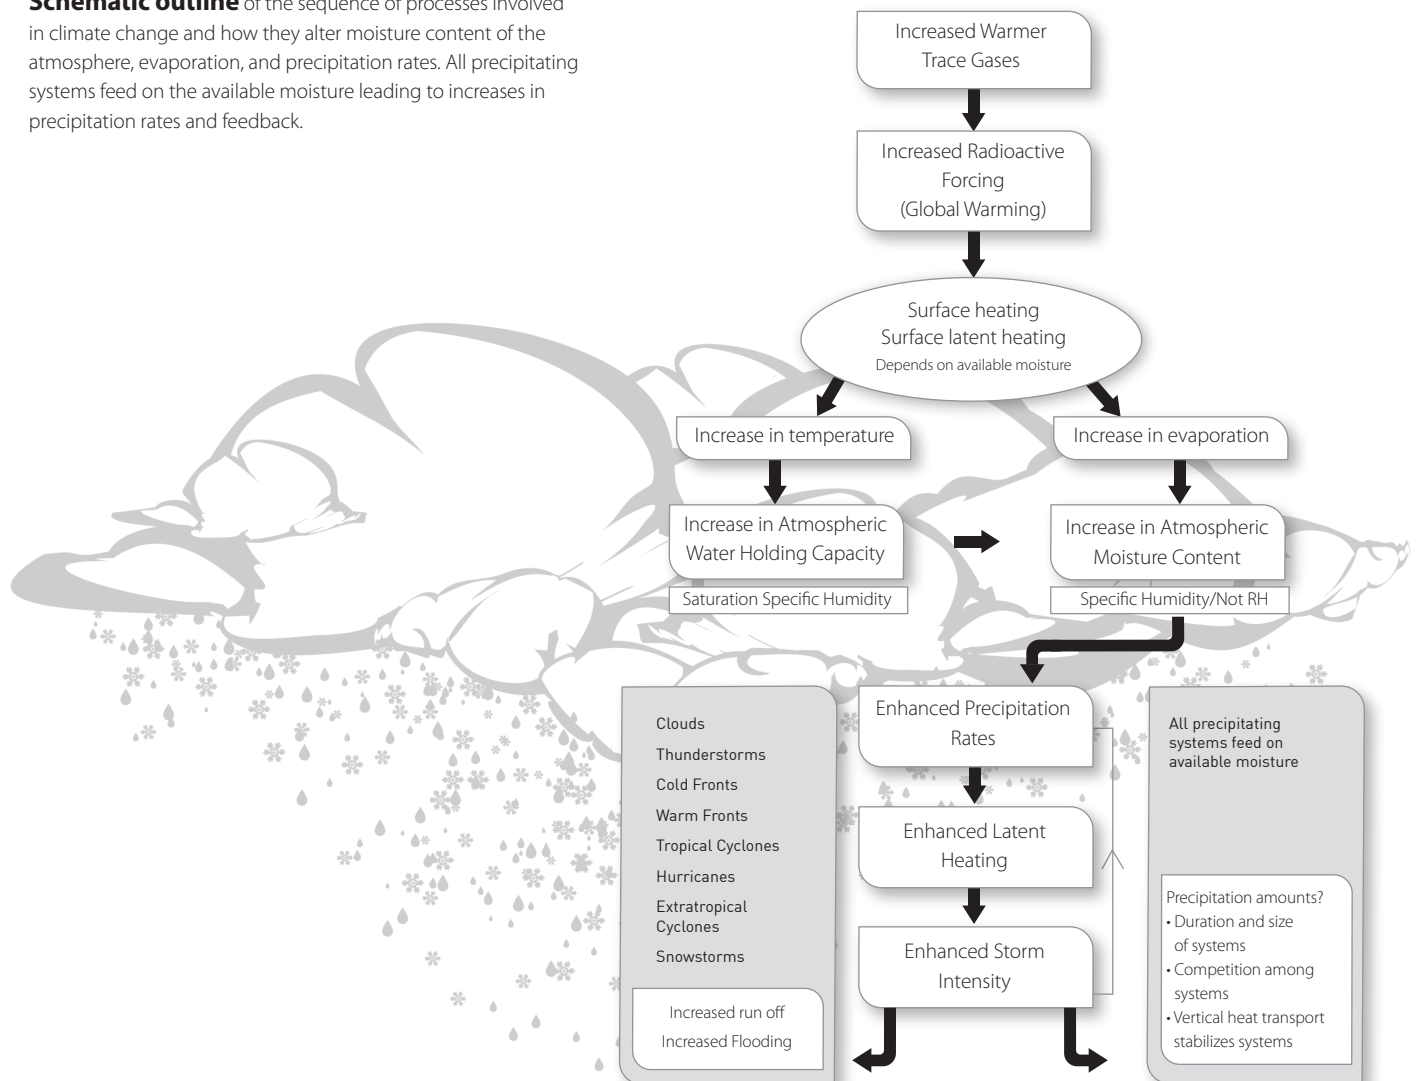 Schematic outline of the sequence of processes involved
in climate change and how they alter moisture content of the
atmosphere, evaporation, and precipitation rates. All precipitating
systems feed on the available moisture leading to increases in
precipitation rates and feedback.
Increased Warmer
Trace Gases
Increased Radioactive
Forcing
(Global Warming)
Surface heating
Surface latent heating
Depends on available moisture
Increase in temperature
Increase in evaporation
Increase in Atmospheric
Water Holding Capacity
Saturation Specific Humidity
Increase in Atmospheric
Moisture Content
Specific Humidity/Not RH
Clouds
Thunderstorms
Cold Fronts
Warm Fronts
Tropical Cyclones
Hurricanes
Extratropical
Cyclones
Snowstorms
Increased run off
Increased Flooding
Enhanced Precipitation
Rates
Enhanced Latent
Heating
Enhanced Storm
Intensity
All precipitating
systems feed on
available moisture
Precipitation amounts?
• Duration and size
of systems
• Competition among
systems
• Vertical heat transport
stabilizes systems